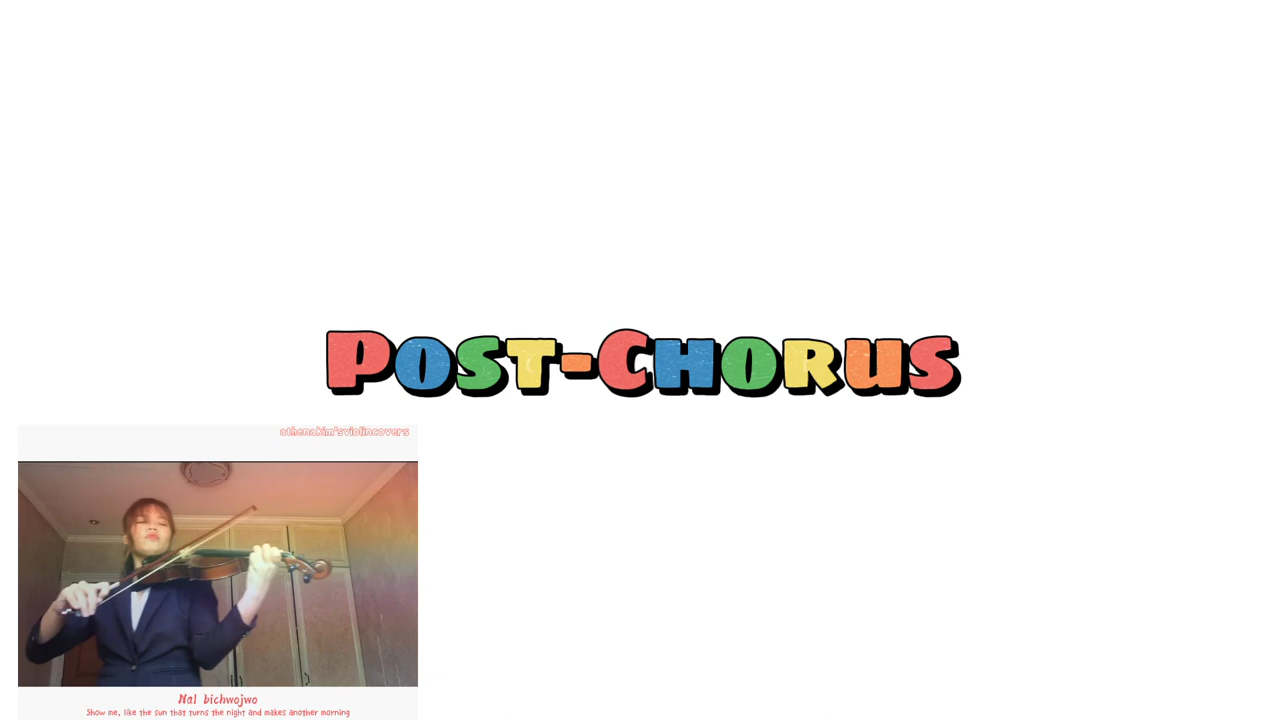 Post-Chorus
athenakim'sviolincovers
Nal bichwojwo
Show me, like the sun that turns the night and makes another morning